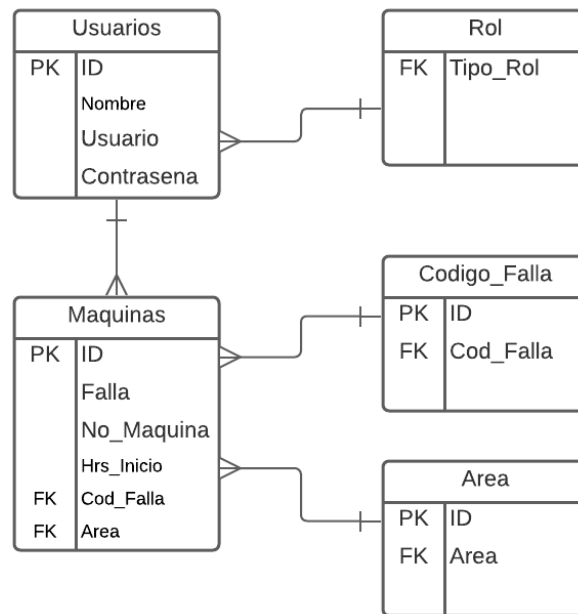 Usuarios
PK ID
Nombre
Usuario
Contrasena
Rol
FK Tipo_Rol
Maquinas
PK ID
Falla
No_Maquina
Hrs_Inicio
FK Cod_Falla
FK Area
Codigo_Falla
PK ID
FK Cod_Falla
Area
PK ID
FK Area